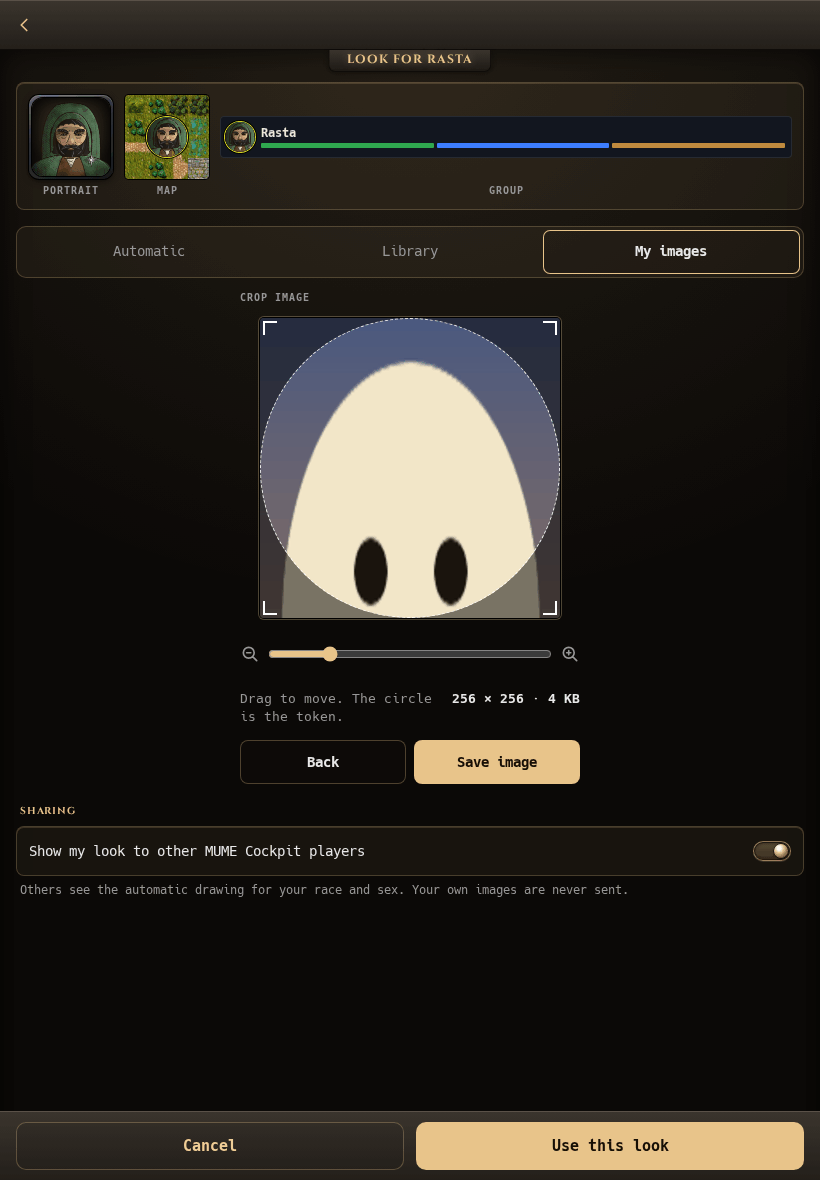 LOOK FOR RASTA
Rasta
PORTRAIT
MAP
GROUP
Automatic
Library
My images
CROP IMAGE
Drag to move. The circle
is the token.
256 × 256 · 4 KB
Back
Save image
SHARING
Show my look to other MUME Cockpit players
Others see the automatic drawing for your race and sex. Your own images are never sent.
Cancel
Use this look